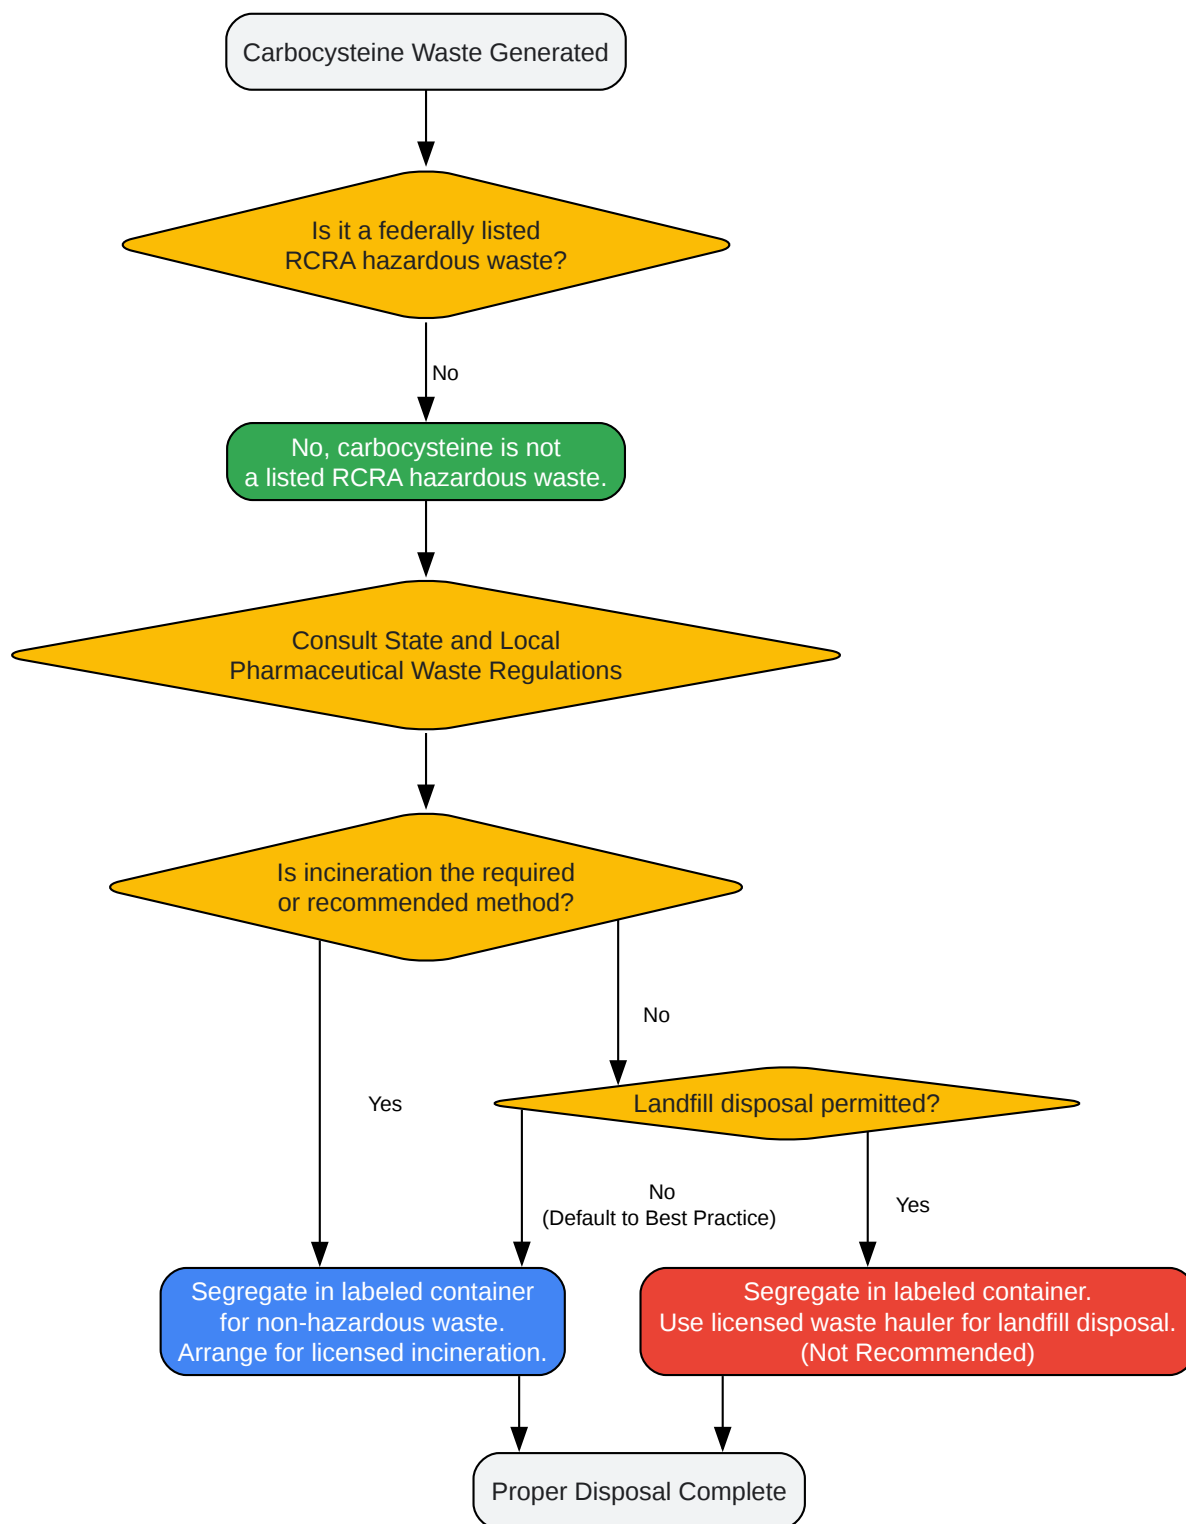 Carbocysteine Waste Generated
Is it a federally listed
RCRA hazardous waste?
No
No, carbocysteine is not
a listed RCRA hazardous waste.
Consult State and Local
Pharmaceutical Waste Regulations
Is incineration the required
or recommended method?
No
Yes
Landfill disposal permitted?
No
(Default to Best Practice)
Yes
Segregate in labeled container
for non-hazardous waste.
Arrange for licensed incineration.
Segregate in labeled container.
Use licensed waste hauler for landfill disposal.
(Not Recommended)
Proper Disposal Complete